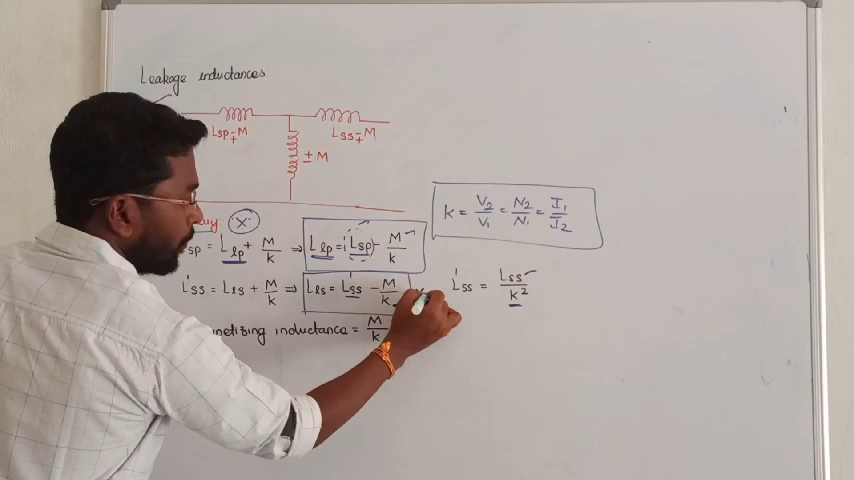 Leakage inductances
Lsp∓M
Lss∓M
±M
K = V2/V1 = N2/N1 = I1/I2
"X"
sp = Llp + M/k ⇒ Llp = (Lsp) - M/k
L'ss = Lls + M/k ⇒ Lls = L'ss - M/k
L'ss = Lss/k²
netizing inductance = M/k